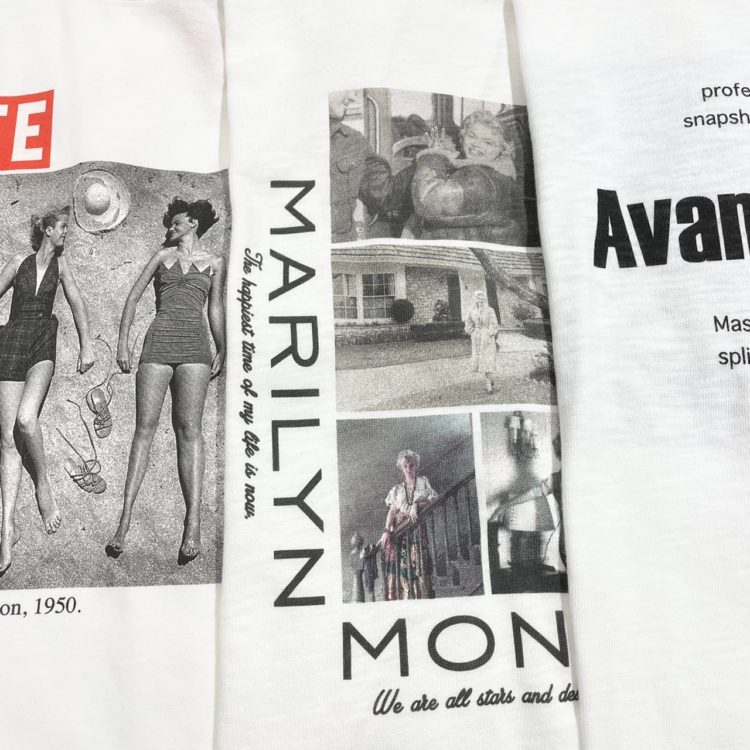 TE
on, 1950.
MARILYN
The happiest time of my life is now.
MON
We are all stars and des
profe
snapsh
Avan
Mas
spli